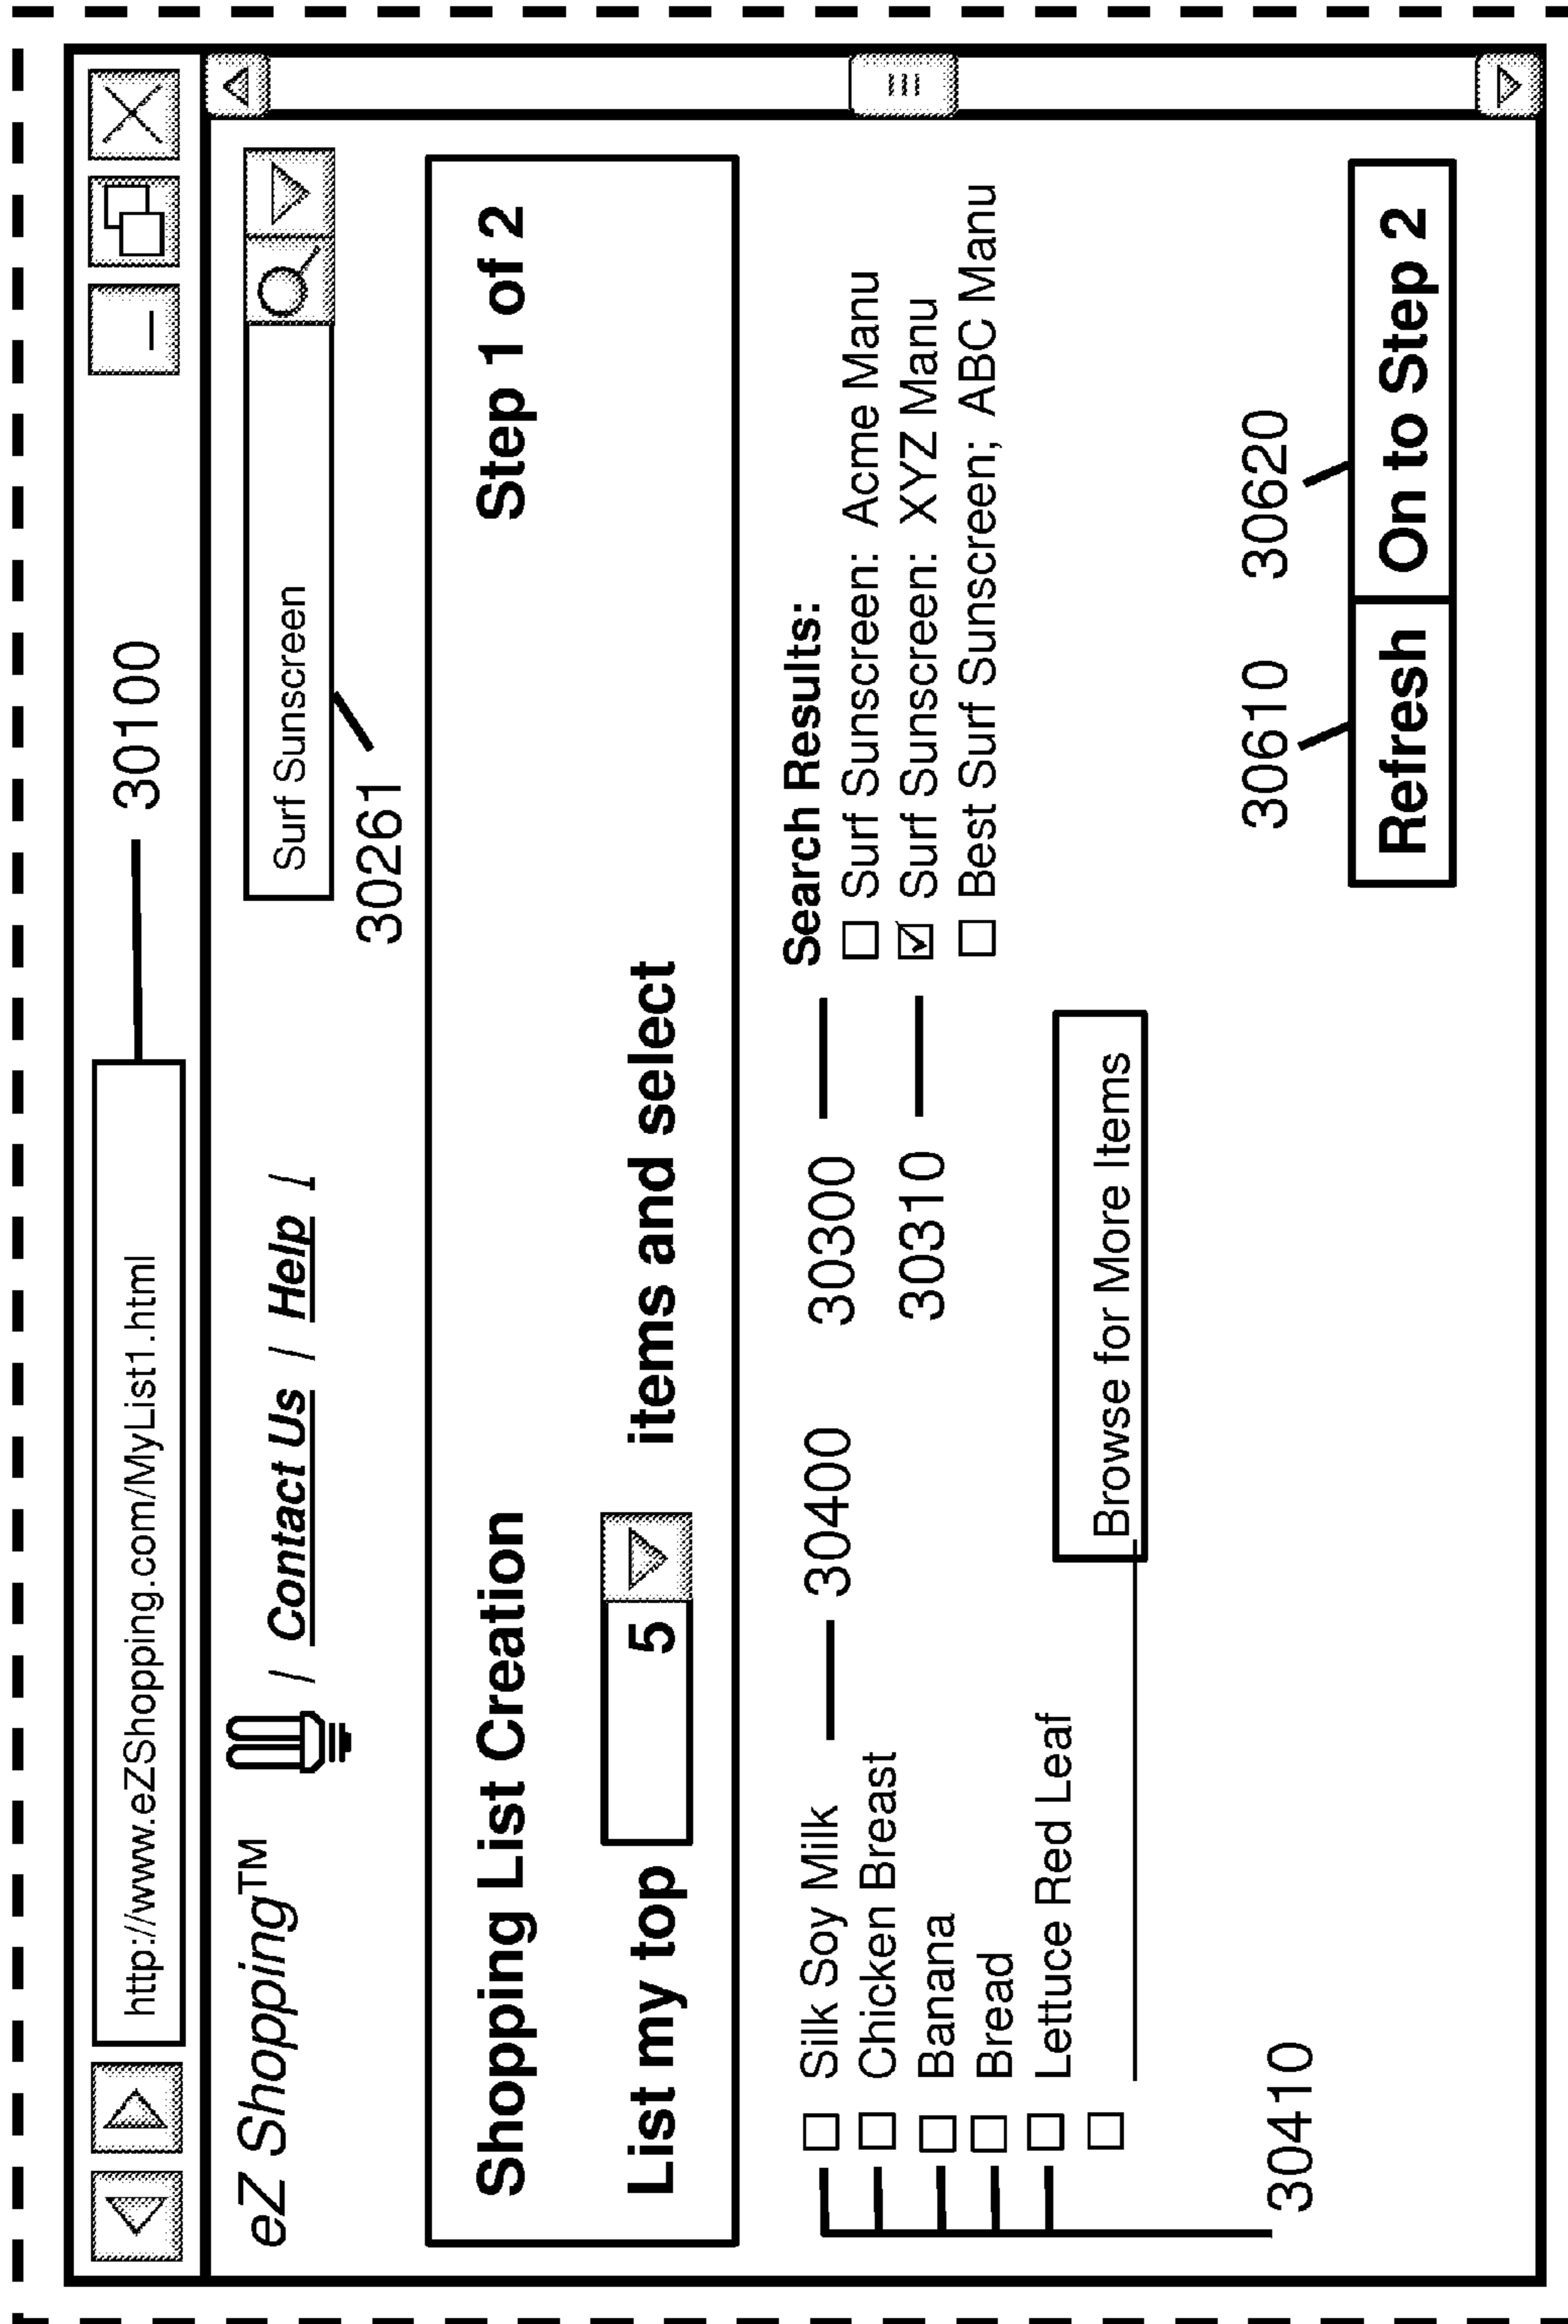 http://www.eZShopping.com/MyList1.html
30100
eZ Shopping™ / Contact Us / Help /
Surf Sunscreen
30261
Shopping List Creation
Step 1 of 2
List my top 5 items and select
Silk Soy Milk
Chicken Breast
Banana
Bread
Lettuce Red Leaf
30400
30300
30310
Search Results:
Surf Sunscreen: Acme Manu
Surf Sunscreen: XYZ Manu
Best Surf Sunscreen; ABC Manu
Browse for More Items
30410
30610
30620
Refresh
On to Step 2